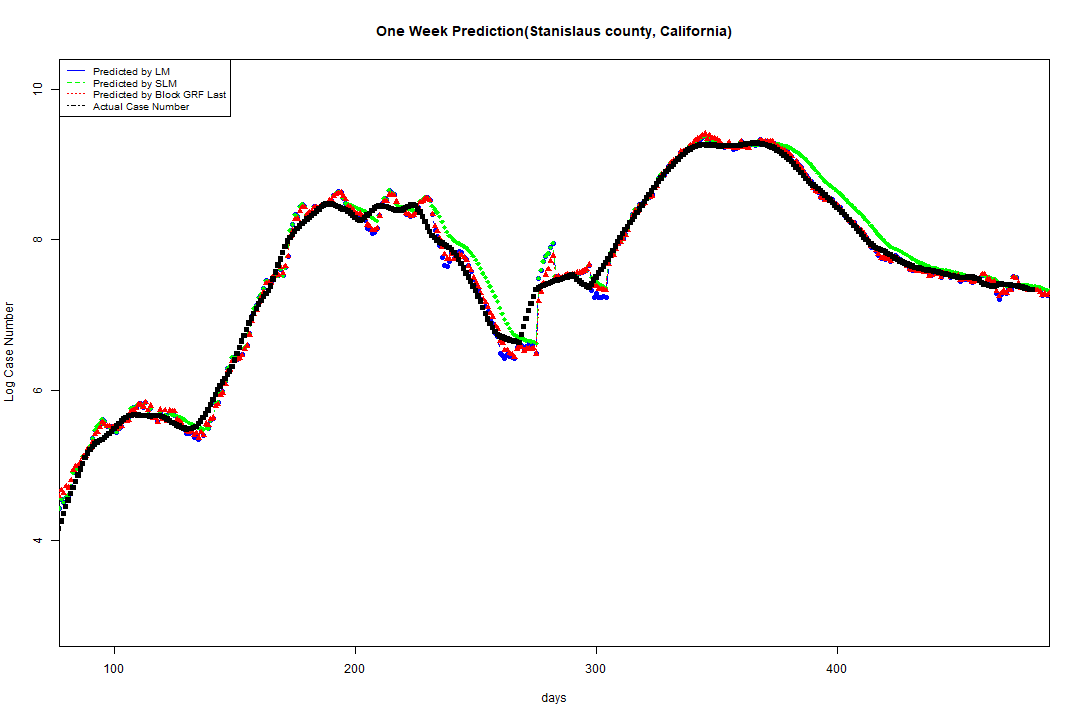 One Week Prediction(Stanislaus county, California)
Predicted by LM
Predicted by SLM
Predicted by Block GRF Last
Actual Case Number
10
8
6
4
Log Case Number
100 200 300 400
days